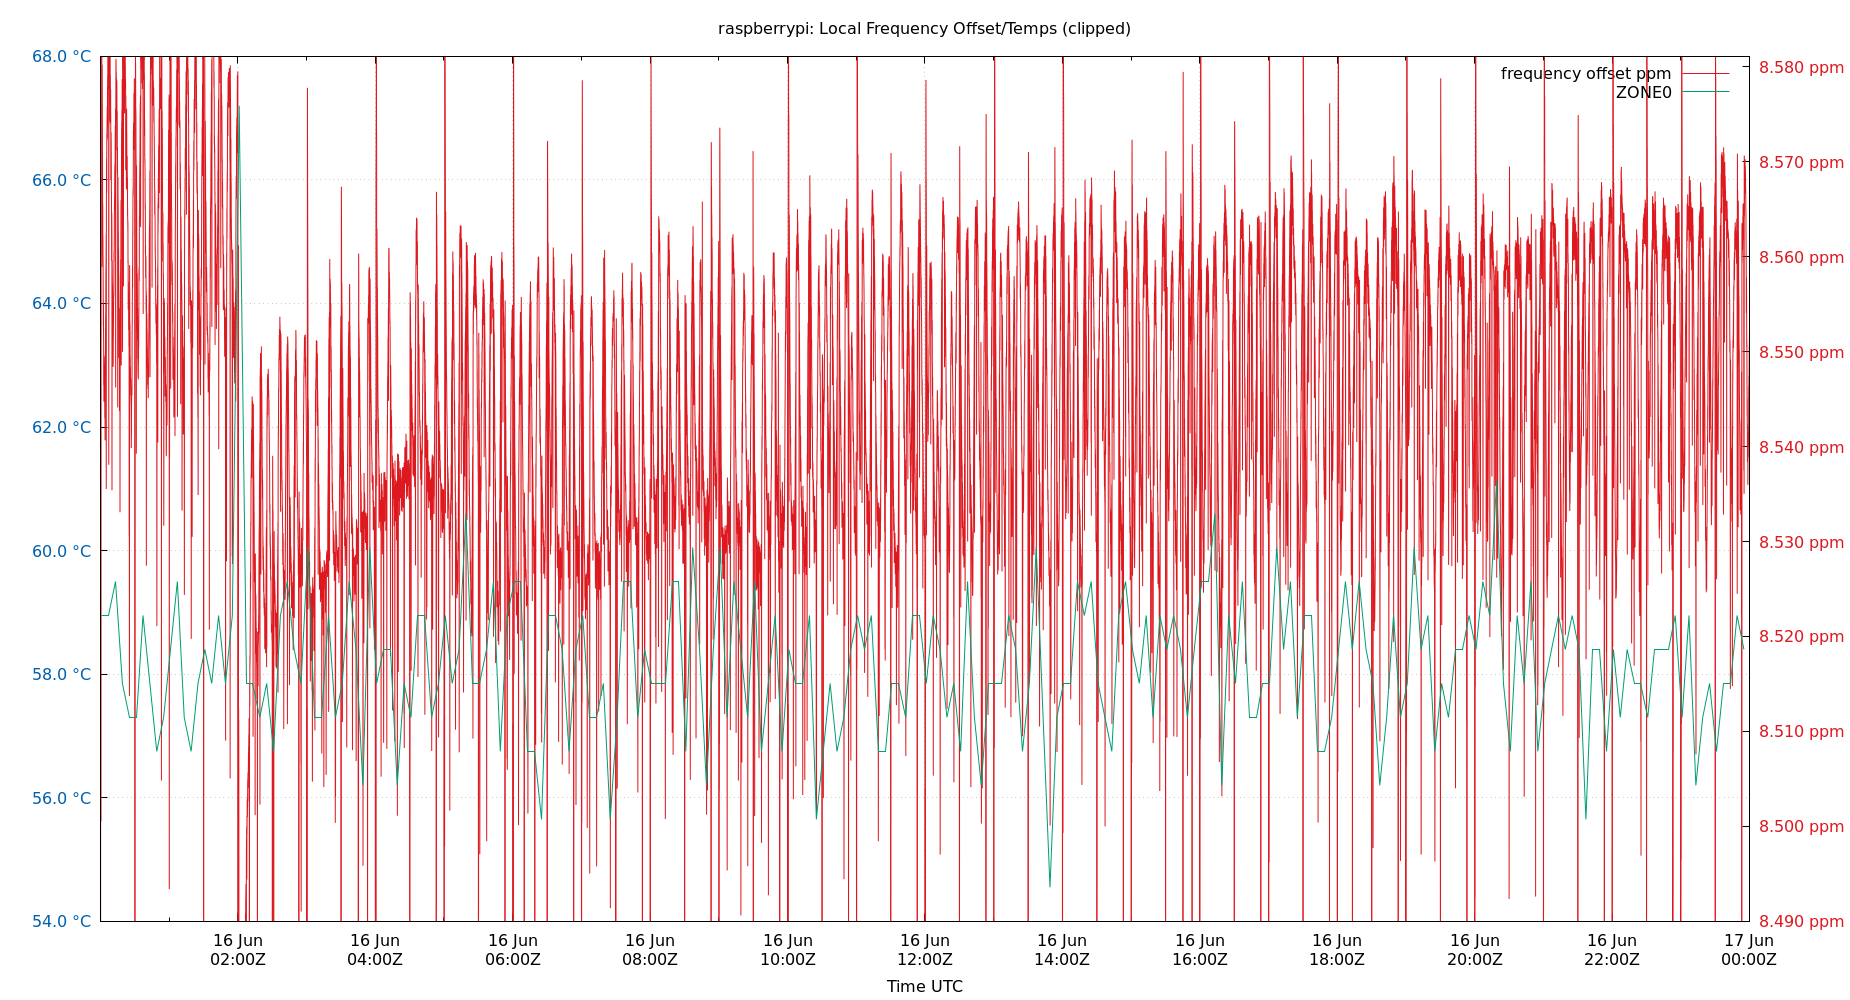 raspberrypi: Local Frequency Offset/Temps (clipped)
68.0 °C
66.0 °C
64.0 °C
62.0 °C
60.0 °C
58.0 °C
56.0 °C
54.0 °C
frequency offset ppm
ZONE0
8.580 ppm
8.570 ppm
8.560 ppm
8.550 ppm
8.540 ppm
8.530 ppm
8.520 ppm
8.510 ppm
8.500 ppm
8.490 ppm
16 Jun 16 Jun 16 Jun 16 Jun 16 Jun 16 Jun 16 Jun 16 Jun 16 Jun 16 Jun 16 Jun 17 Jun
02:00Z 04:00Z 06:00Z 08:00Z 10:00Z 12:00Z 14:00Z 16:00Z 18:00Z 20:00Z 22:00Z 00:00Z
Time UTC